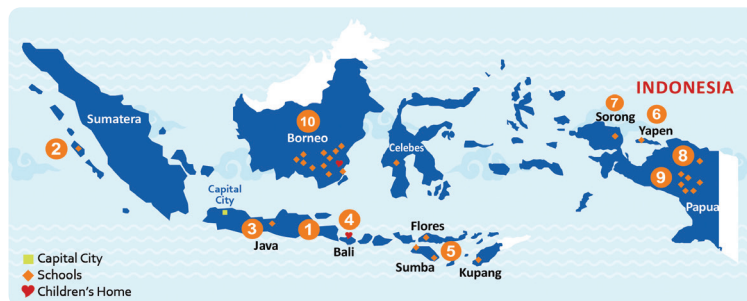 INDONESIA
7
6
Sorong
Yapen
10
Sumatera
Borneo
2
Celebes
8
9
Capital
City
Papua
4
3
1
Flores
Java
Bali
5
Sumba
Kupang
Capital City
Schools
Children's Home